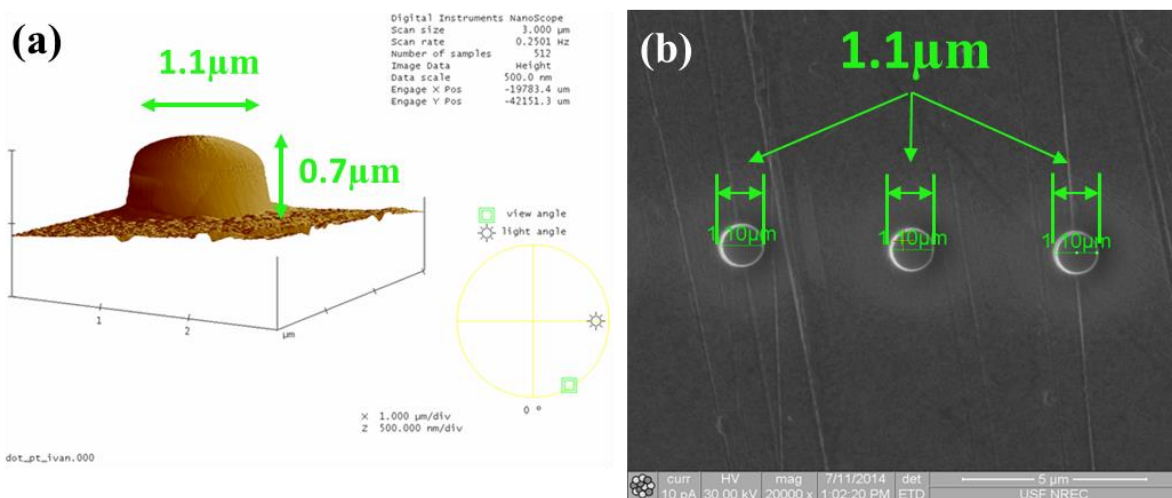 (a)
Digital Instruments NanoScope
Scan size 3.000 µm
Scan rate 0.2501 Hz
Number of samples 512
Image Data Height
Data scale 500.0 nm
Engage X Pos -19783.4 um
Engage Y Pos -42151.3 um
1.1µm
0.7µm
view angle
light angle
1
2
µm
0 °
X 1.000 µm/div
Z 500.000 nm/div
dot_pt_ivan.000
(b)
1.1µm
1.10µm
1.10µm
1.10µm
curr HV mag 7/11/2014 det 5 µm
10 pA 30.00 kV 20000 x 1:02:20 PM ETD USF NREC